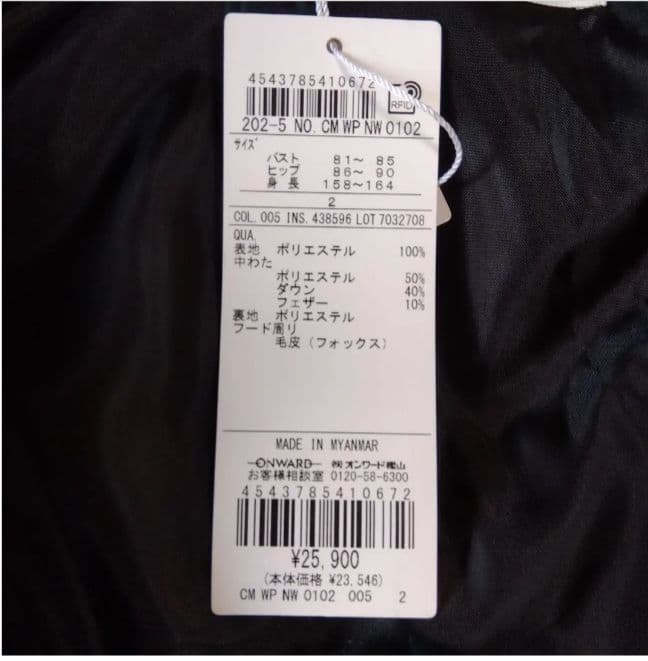 4543785410672
RFID
202-5 NO. CM WP NW 0102
サイズ
バスト 81～ 85
ヒップ 86～ 90
身 長 158～164
2
COL. 005 INS. 438596 LOT 7032708
QUA.
表地 ポリエステル 100%
中わた
ポリエステル 50%
ダウン 40%
フェザー 10%
裏地 ポリエステル
フード周り
毛皮（フォックス）
MADE IN MYANMAR
ONWARD ㈱オンワード樫山
お客様相談室 0120-58-6300
4543785410672
¥25,900
(本体価格 ¥23,546)
CM WP NW 0102 005 2